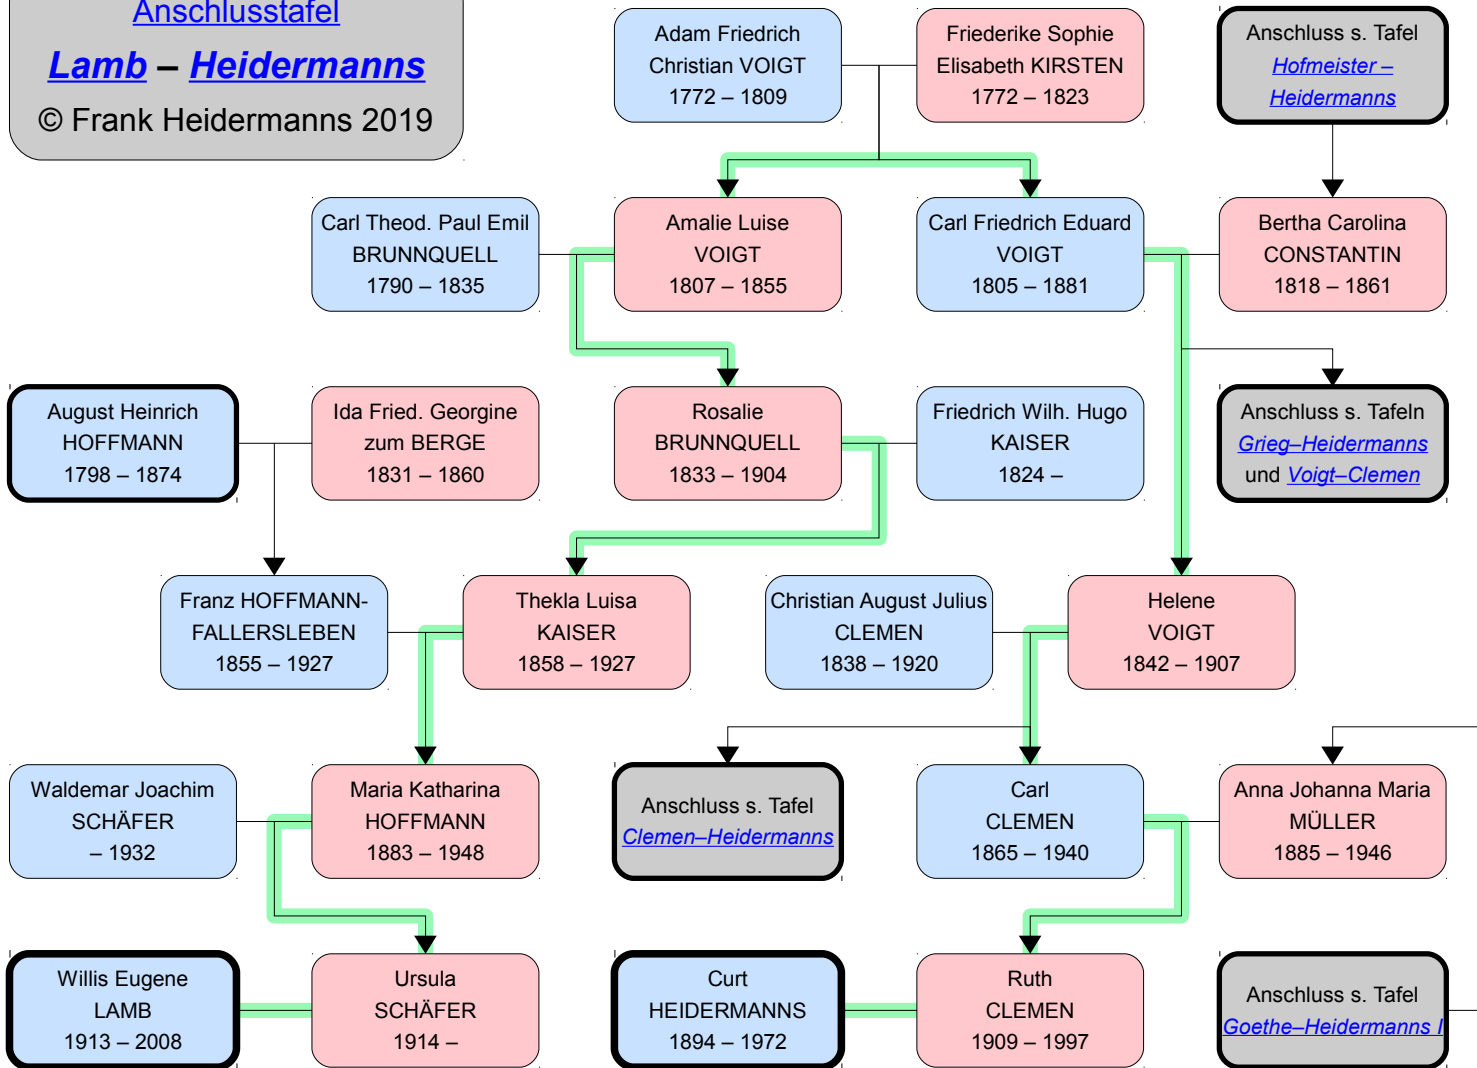 Anschlusstafel
Lamb – Heidermanns
© Frank Heidermanns 2019
Adam Friedrich
Christian VOIGT
1772 – 1809
Friederike Sophie
Elisabeth KIRSTEN
1772 – 1823
Anschluss s. Tafel
Hofmeister –
Heidermanns
Carl Theod. Paul Emil
BRUNNQUELL
1790 – 1835
Amalie Luise
VOIGT
1807 – 1855
Carl Friedrich Eduard
VOIGT
1805 – 1881
Bertha Carolina
CONSTANTIN
1818 – 1861
August Heinrich
HOFFMANN
1798 – 1874
Ida Fried. Georgine
zum BERGE
1831 – 1860
Rosalie
BRUNNQUELL
1833 – 1904
Friedrich Wilh. Hugo
KAISER
1824 –
Anschluss s. Tafeln
Grieg–Heidermanns
und Voigt–Clemen
Franz HOFFMANN-
FALLERSLEBEN
1855 – 1927
Thekla Luisa
KAISER
1858 – 1927
Christian August Julius
CLEMEN
1838 – 1920
Helene
VOIGT
1842 – 1907
Waldemar Joachim
SCHÄFER
– 1932
Maria Katharina
HOFFMANN
1883 – 1948
Anschluss s. Tafel
Clemen–Heidermanns
Carl
CLEMEN
1865 – 1940
Anna Johanna Maria
MÜLLER
1885 – 1946
Willis Eugene
LAMB
1913 – 2008
Ursula
SCHÄFER
1914 –
Curt
HEIDERMANNS
1894 – 1972
Ruth
CLEMEN
1909 – 1997
Anschluss s. Tafel
Goethe–Heidermanns I